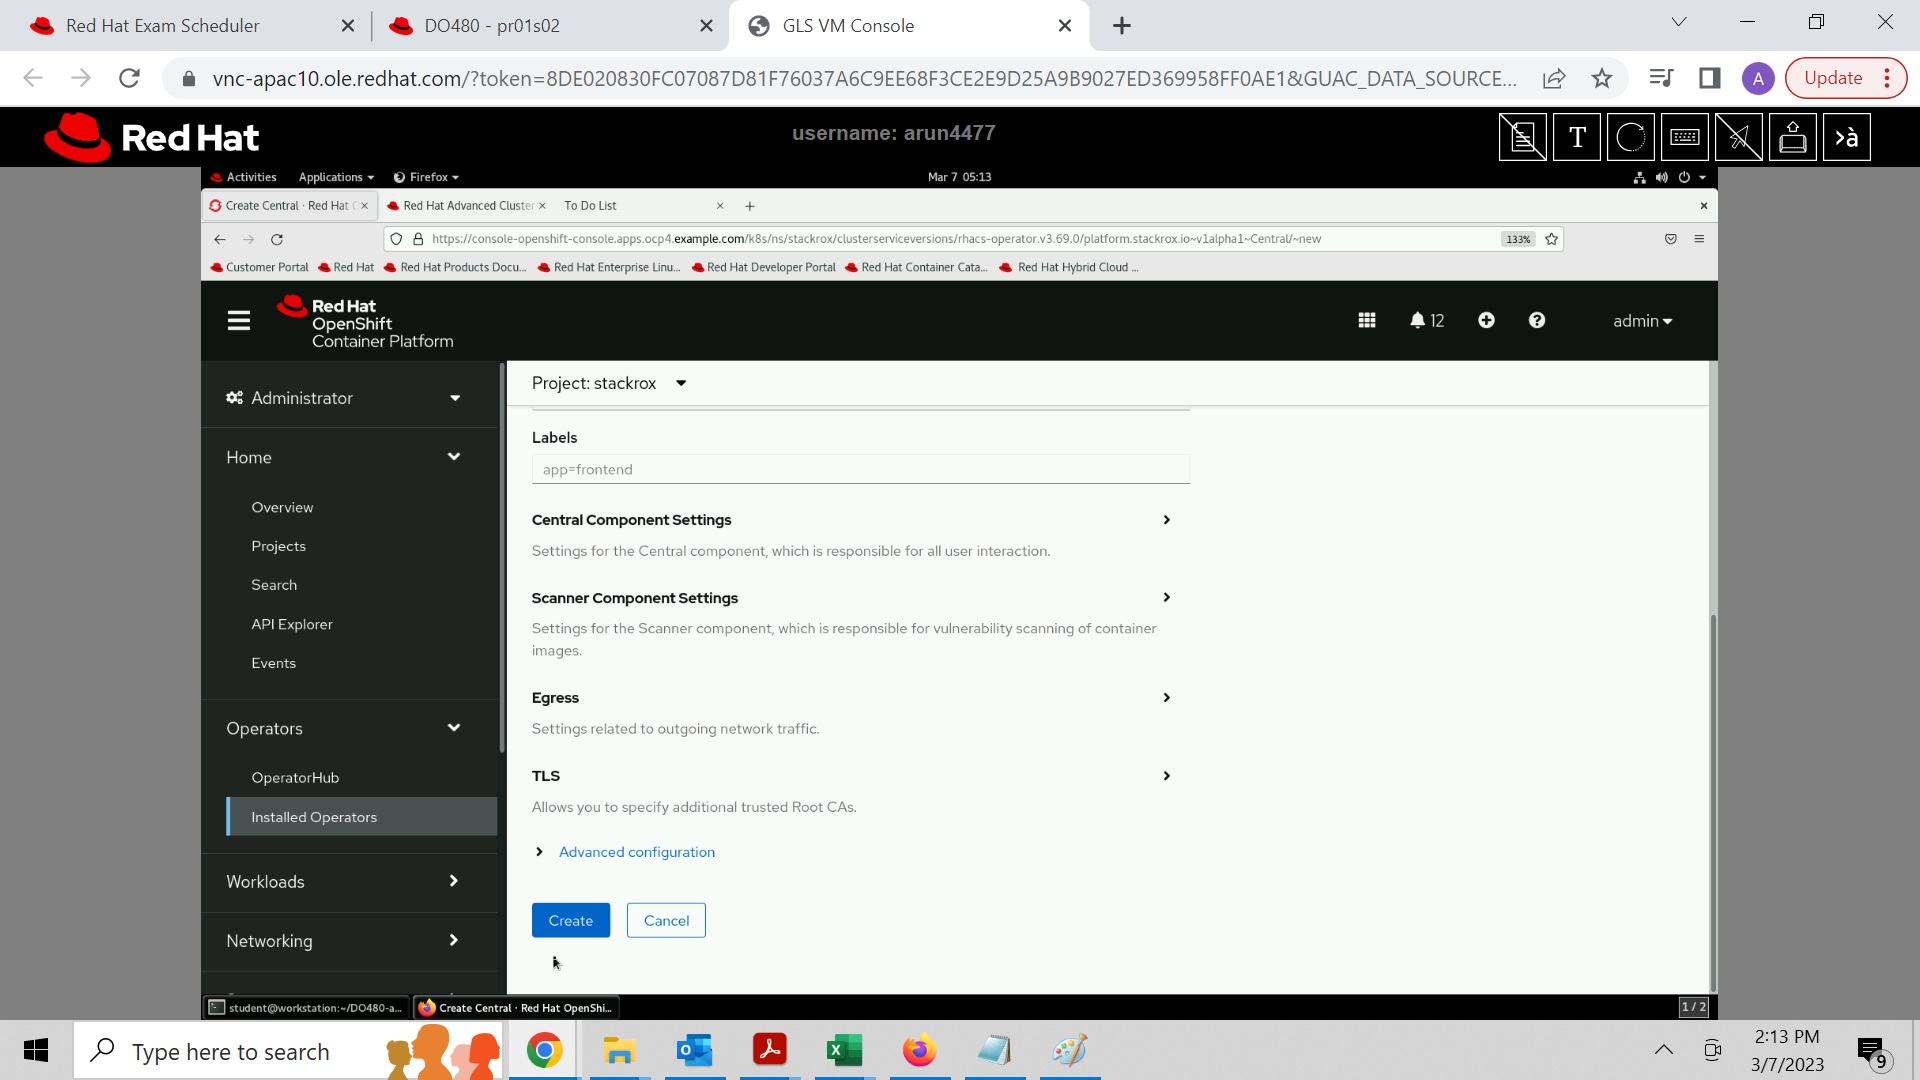 Red Hat Exam Scheduler
DO480 - pr01s02
GLS VM Console
vnc-apac10.ole.redhat.com/?token=8DE020830FC07087D81F76037A6C9EE68F3CE2E9D25A9B9027ED369958FF0AE1&GUAC_DATA_SOURCE...
A
Update
Red Hat
username: arun4477
T
›à
Activities
Applications
Firefox
Mar 7 05:13
Create Central · Red Hat C
Red Hat Advanced Cluster
To Do List
https://console-openshift-console.apps.ocp4.example.com/k8s/ns/stackrox/clusterserviceversions/rhacs-operator.v3.69.0/platform.stackrox.io~v1alpha1~Central/~new
133%
Customer Portal
Red Hat
Red Hat Products Docu...
Red Hat Enterprise Linu...
Red Hat Developer Portal
Red Hat Container Cata...
Red Hat Hybrid Cloud ...
Red Hat
OpenShift
Container Platform
12
admin
Administrator
Home
Overview
Projects
Search
API Explorer
Events
Operators
OperatorHub
Installed Operators
Workloads
Networking
Project: stackrox
Labels
app=frontend
Central Component Settings
Settings for the Central component, which is responsible for all user interaction.
Scanner Component Settings
Settings for the Scanner component, which is responsible for vulnerability scanning of container
images.
Egress
Settings related to outgoing network traffic.
TLS
Allows you to specify additional trusted Root CAs.
Advanced configuration
Create
Cancel
student@workstation:~/DO480-a...
Create Central · Red Hat OpenShi...
1 / 2
Type here to search
2:13 PM
3/7/2023
9